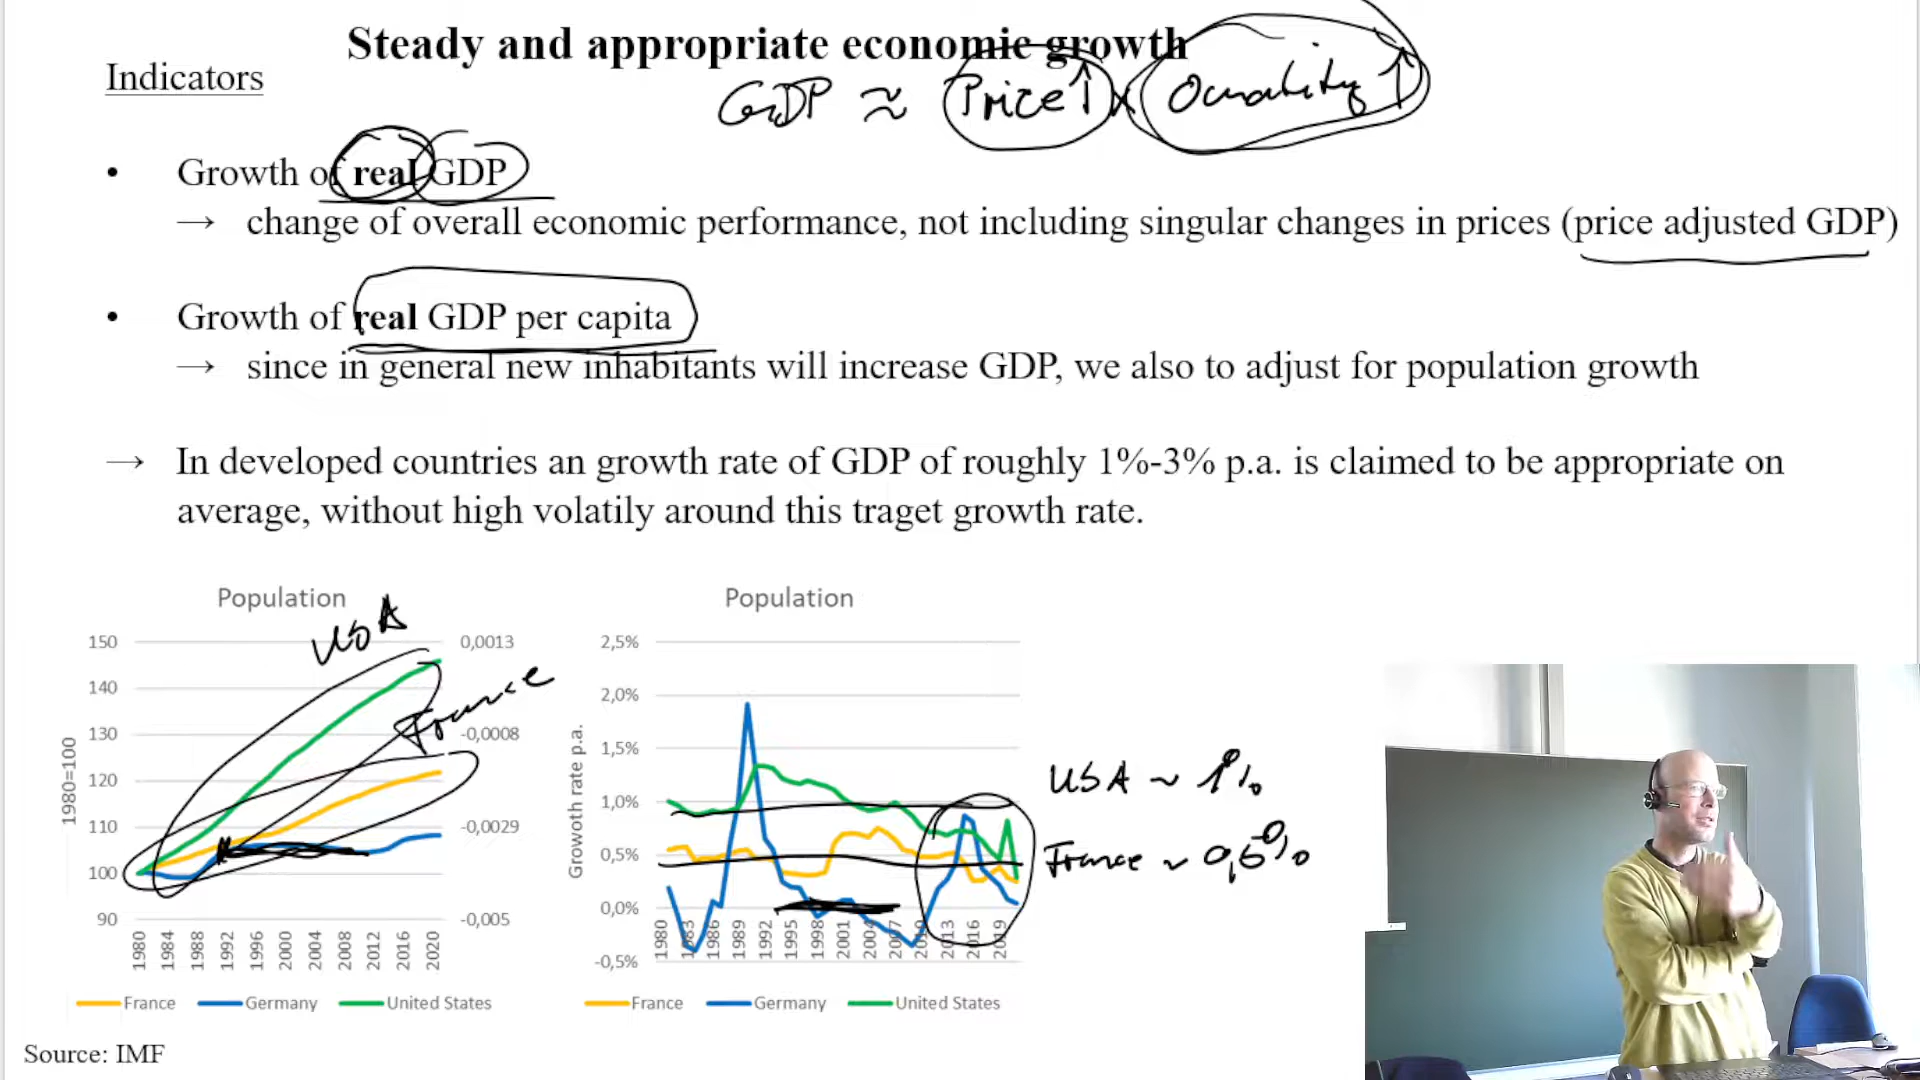 Steady and appropriate economic growth
Indicators
GDP ≈ Price ↑ x Quantity ↑
• Growth of real GDP
→ change of overall economic performance, not including singular changes in prices (price adjusted GDP)
• Growth of real GDP per capita
→ since in general new inhabitants will increase GDP, we also to adjust for population growth
→ In developed countries an growth rate of GDP of roughly 1%-3% p.a. is claimed to be appropriate on
average, without high volatily around this traget growth rate.
Population
USA
France
1980=100
150
140
130
120
110
100
90
0,0013
-0,0008
-0,0029
-0,005
1980 1984 1988 1992 1996 2000 2004 2008 2012 2016 2020
France Germany United States
Population
Growoth rate p.a.
2,5%
2,0%
1,5%
1,0%
0,5%
0,0%
-0,5%
1980 1983 1986 1989 1992 1995 1998 2001 2004 2007 2010 2013 2016 2019
France Germany United States
USA ~ 1%
France ~ 0,5%
Source: IMF